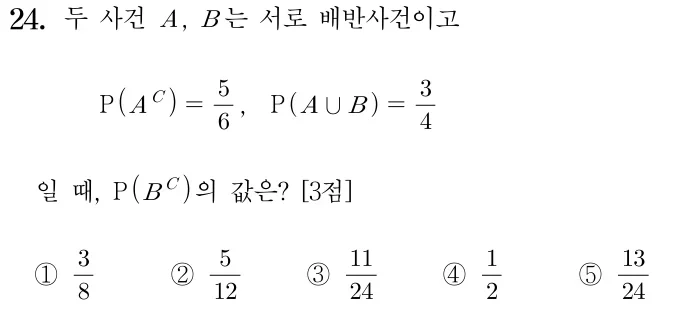 24. 두 사건 A, B는 서로 배반사건이고
P(A^C) = 5/6, P(A∪B) = 3/4
일 때, P(B^C)의 값은? [3점]
① 3/8 ② 5/12 ③ 11/24 ④ 1/2 ⑤ 13/24